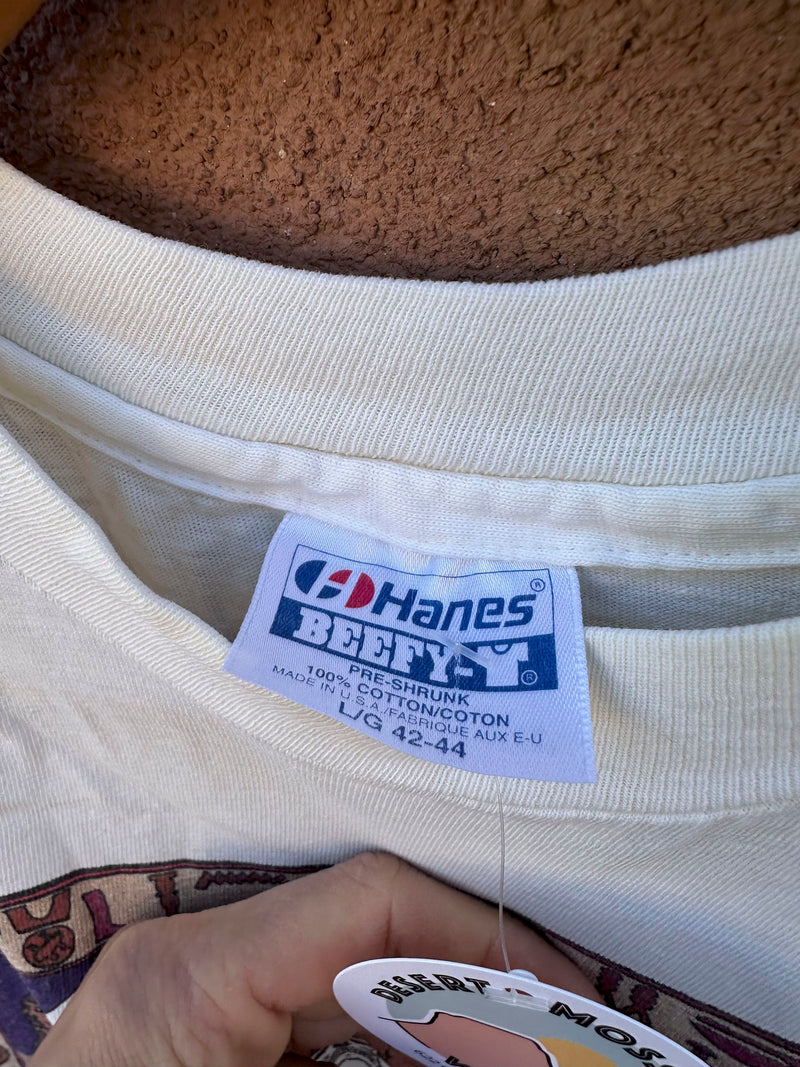 Hanes®
BEEFY-T®
PRE-SHRUNK
100% COTTON/COTON
MADE IN U.S.A./FABRIQUE AUX E-U
L/G 42-44
DESERT MOSS